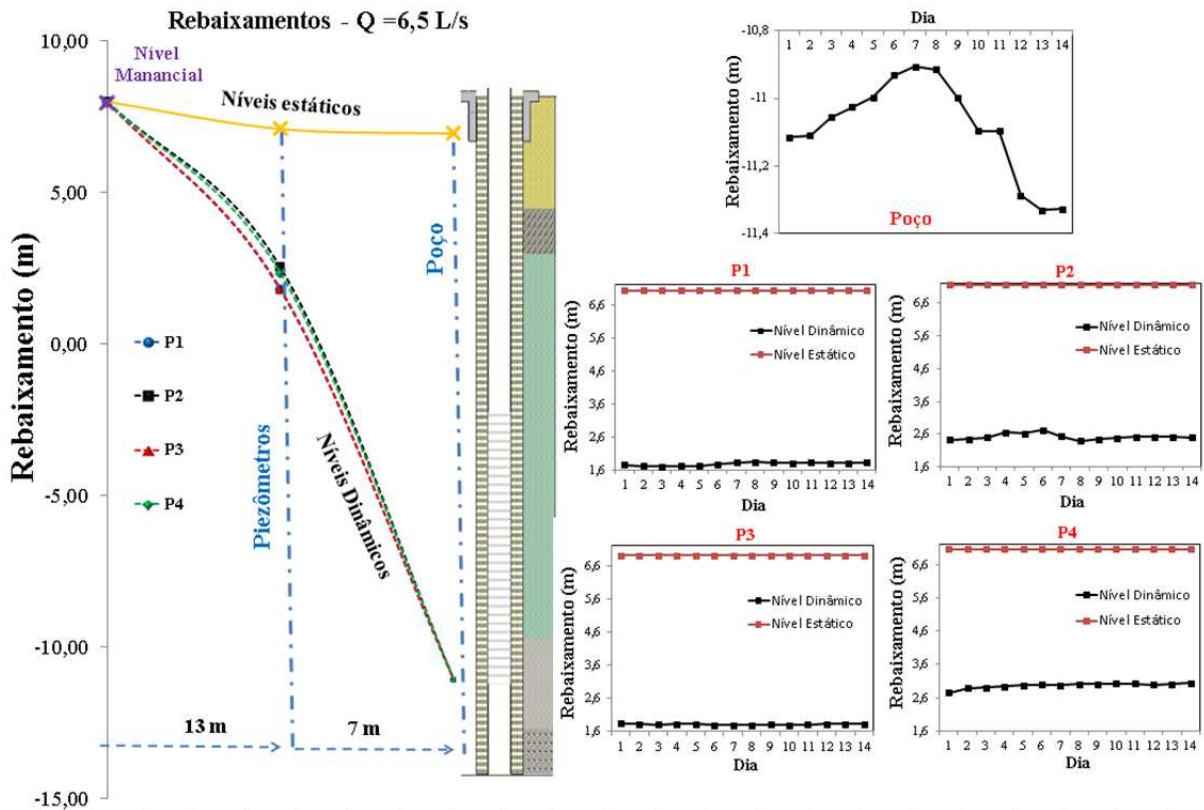 Rebaixamentos - Q =6,5 L/s
Rebaixamento (m)
10,00
5,00
0,00
-5,00
-10,00
-15,00
Nível
Manancial
Níveis estáticos
P1
P2
P3
P4
Piezômetros
Níveis Dinâmicos
Poço
13 m
7 m
Dia
1 2 3 4 5 6 7 8 9 10 11 12 13 14
Rebaixamento (m)
-10,8
-11
-11,2
-11,4
Poço
P1
Rebaixamento (m)
6,6
5,6
4,6
3,6
2,6
1,6
Nível Dinâmico
Nível Estático
1 2 3 4 5 6 7 8 9 10 11 12 13 14
Dia
P2
Rebaixamento (m)
6,6
5,6
4,6
3,6
2,6
1,6
Nível Dinâmico
Nível Estático
1 2 3 4 5 6 7 8 9 10 11 12 13 14
Dia
P3
Rebaixamento (m)
6,6
5,6
4,6
3,6
2,6
1,6
Nível Dinâmico
Nível Estático
1 2 3 4 5 6 7 8 9 10 11 12 13 14
Dia
P4
Rebaixamento (m)
6,6
5,6
4,6
3,6
2,6
1,6
Nível Dinâmico
Nível Estático
1 2 3 4 5 6 7 8 9 10 11 12 13 14
Dia